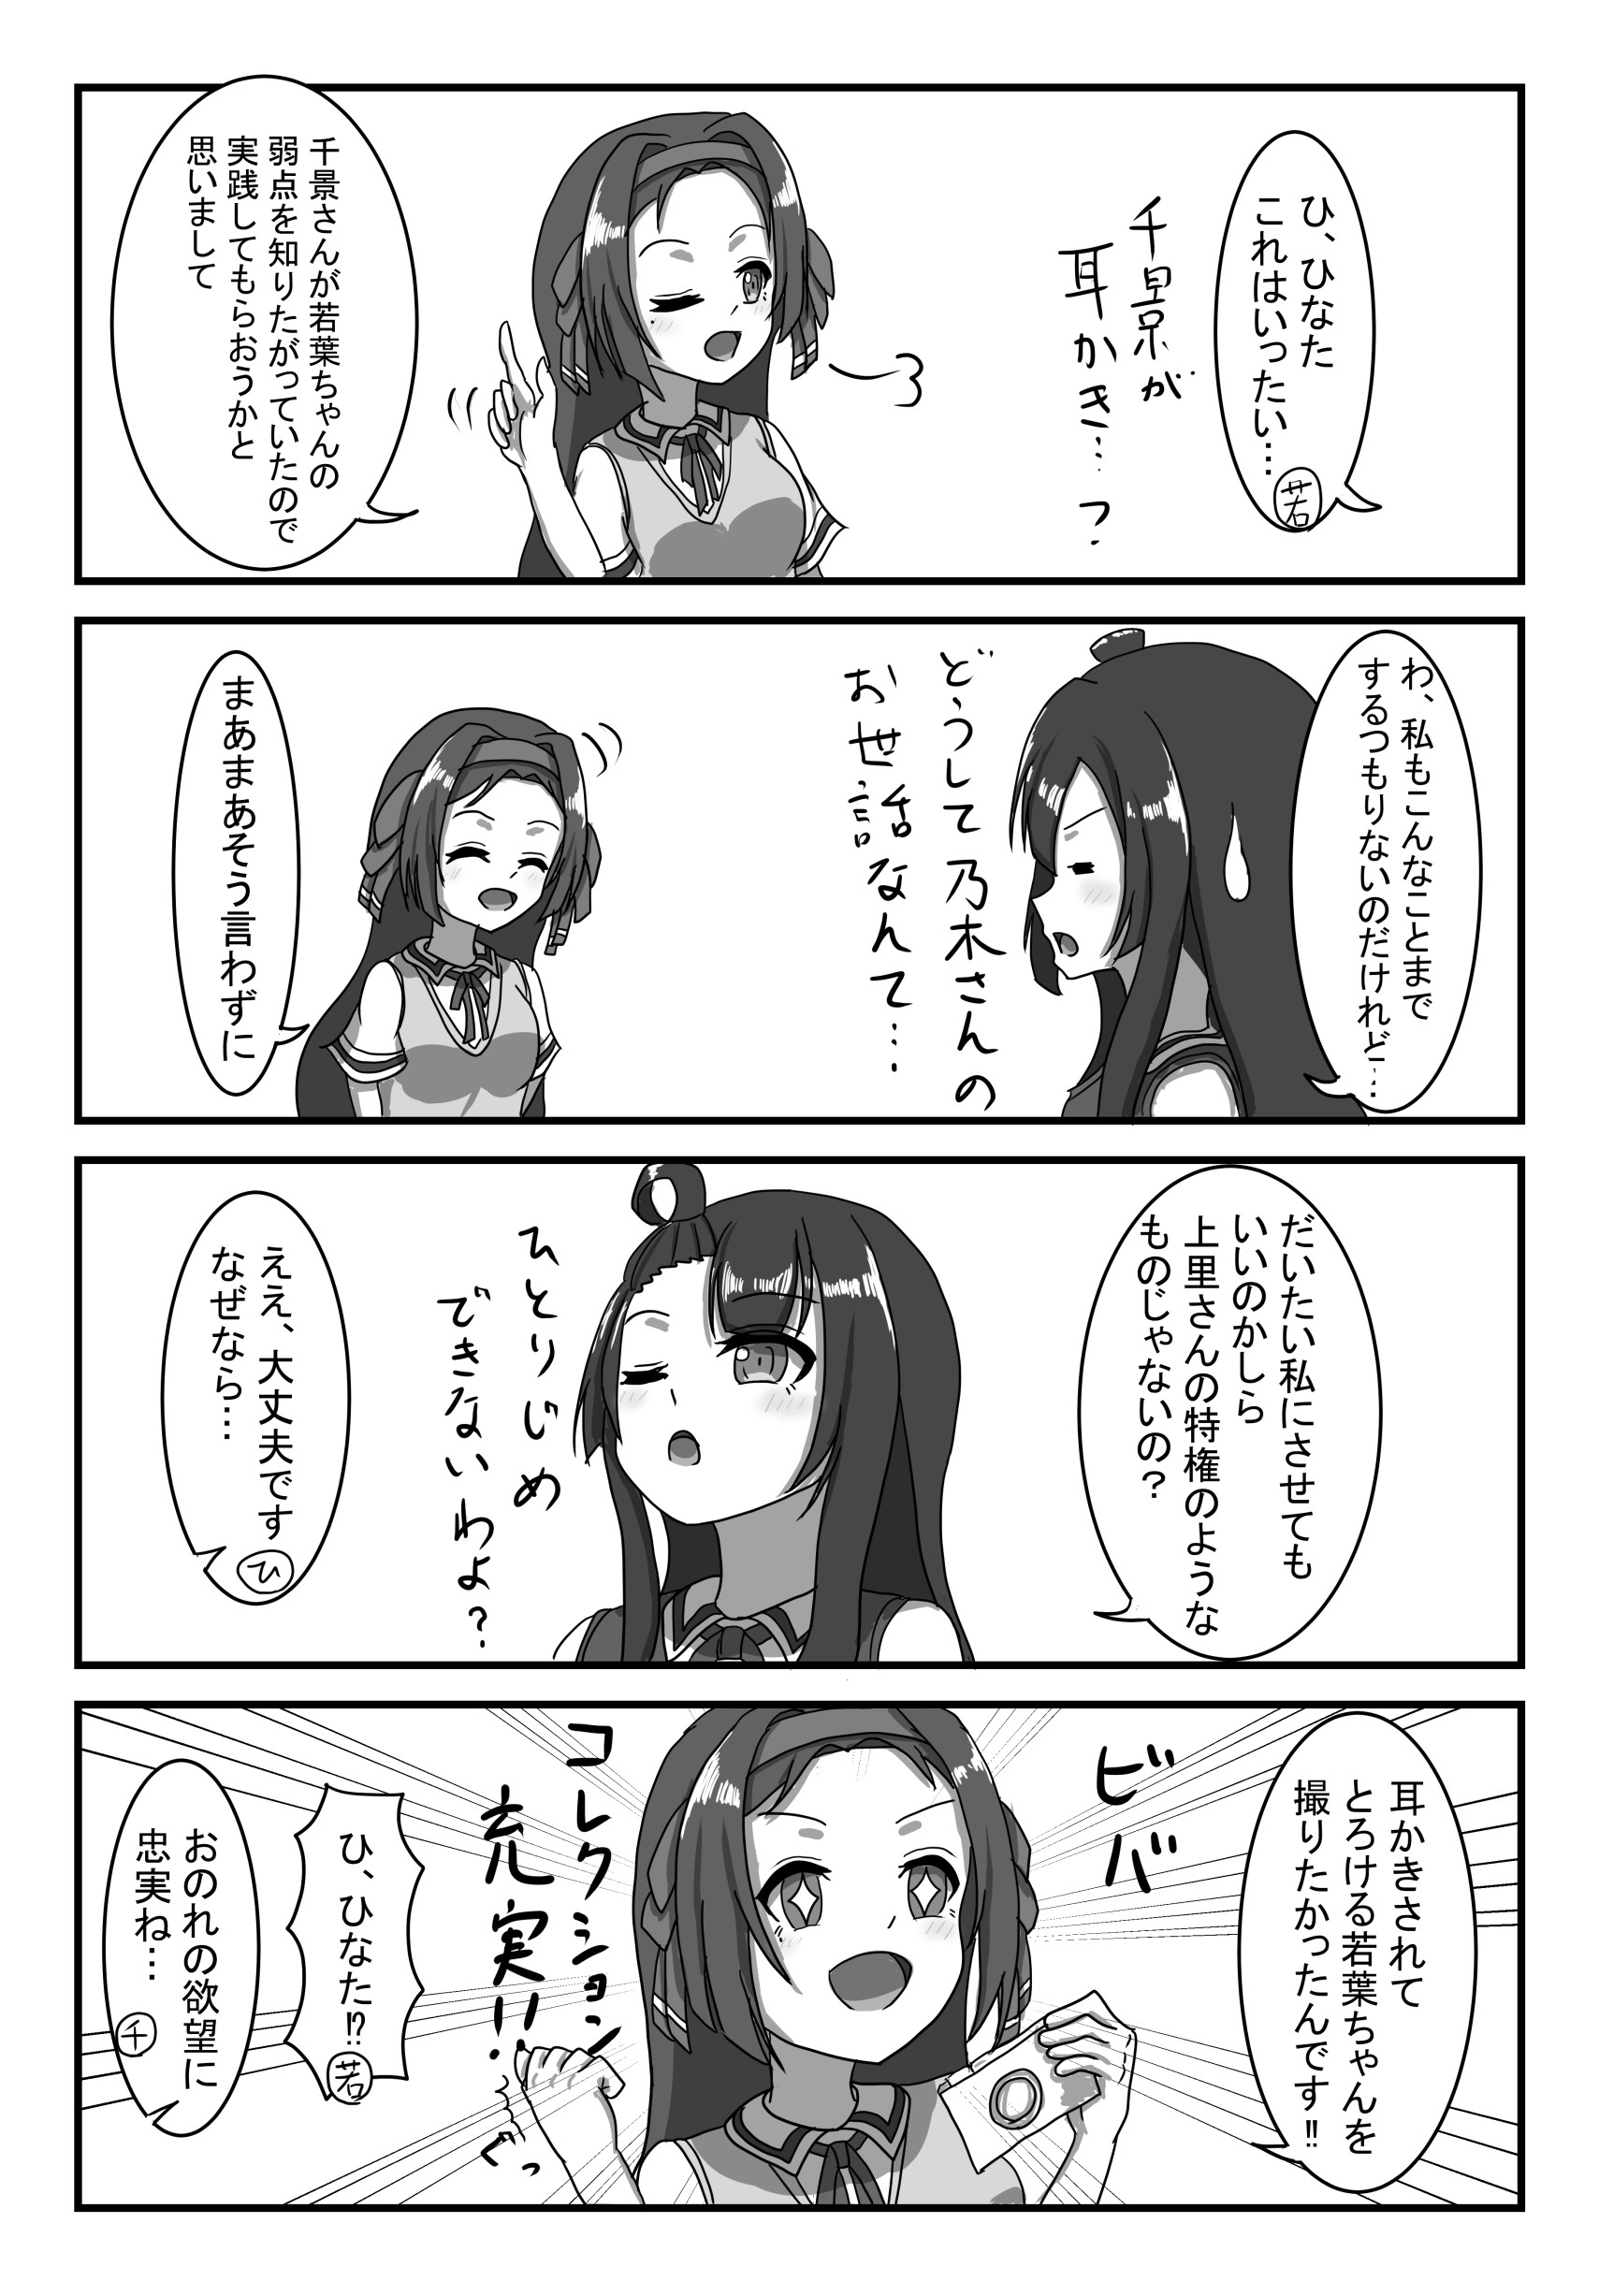 ひ、ひなた
これはいったい…
若
千景が
耳かき…?
千景さんが若葉ちゃんの
弱点を知りたがっていたので
実践してもらおうかと
思いまして
わ、私もこんなことまで
するつもりないのだけれど…
どうして乃木さんの
お世話なんて…
まあまあそう言わずに
だいたい私にさせても
いいのかしら
上里さんの特権のような
ものじゃないの?
ひとりじめ
できないわよ?
ええ、大丈夫です
なぜなら…
ひ
耳かきされて
とろける若葉ちゃんを
撮りたかったんです!!
ビバ
コレクション
充実!!
ぐっ
ひ、ひなた!?
若
おのれの欲望に
忠実ね…
千